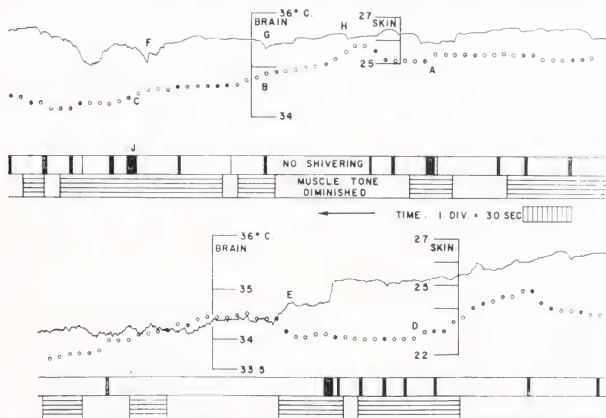 36° C.
BRAIN
27
SKIN
F
G
H
25
A
B
C
34
J
NO SHIVERING
MUSCLE TONE
DIMINISHED
TIME. 1 DIV. = 30 SEC
36° C.
BRAIN
27
SKIN
35
E
25
34
D
33 5
22